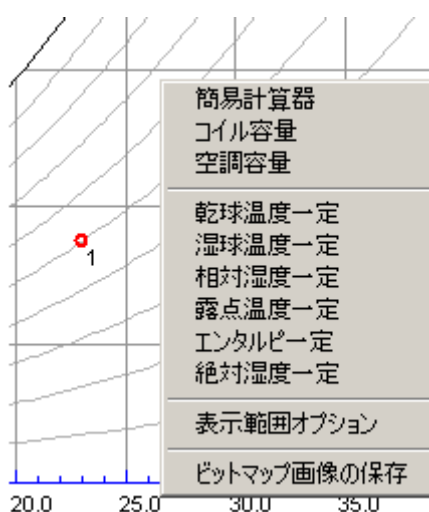 簡易計算器
コイル容量
空調容量
乾球温度一定
湿球温度一定
相対湿度一定
露点温度一定
エンタルピー定
絶対湿度一定
表示範囲オプション
ビットマップ画像の保存
1
20.0 25.0 30.0 35.0